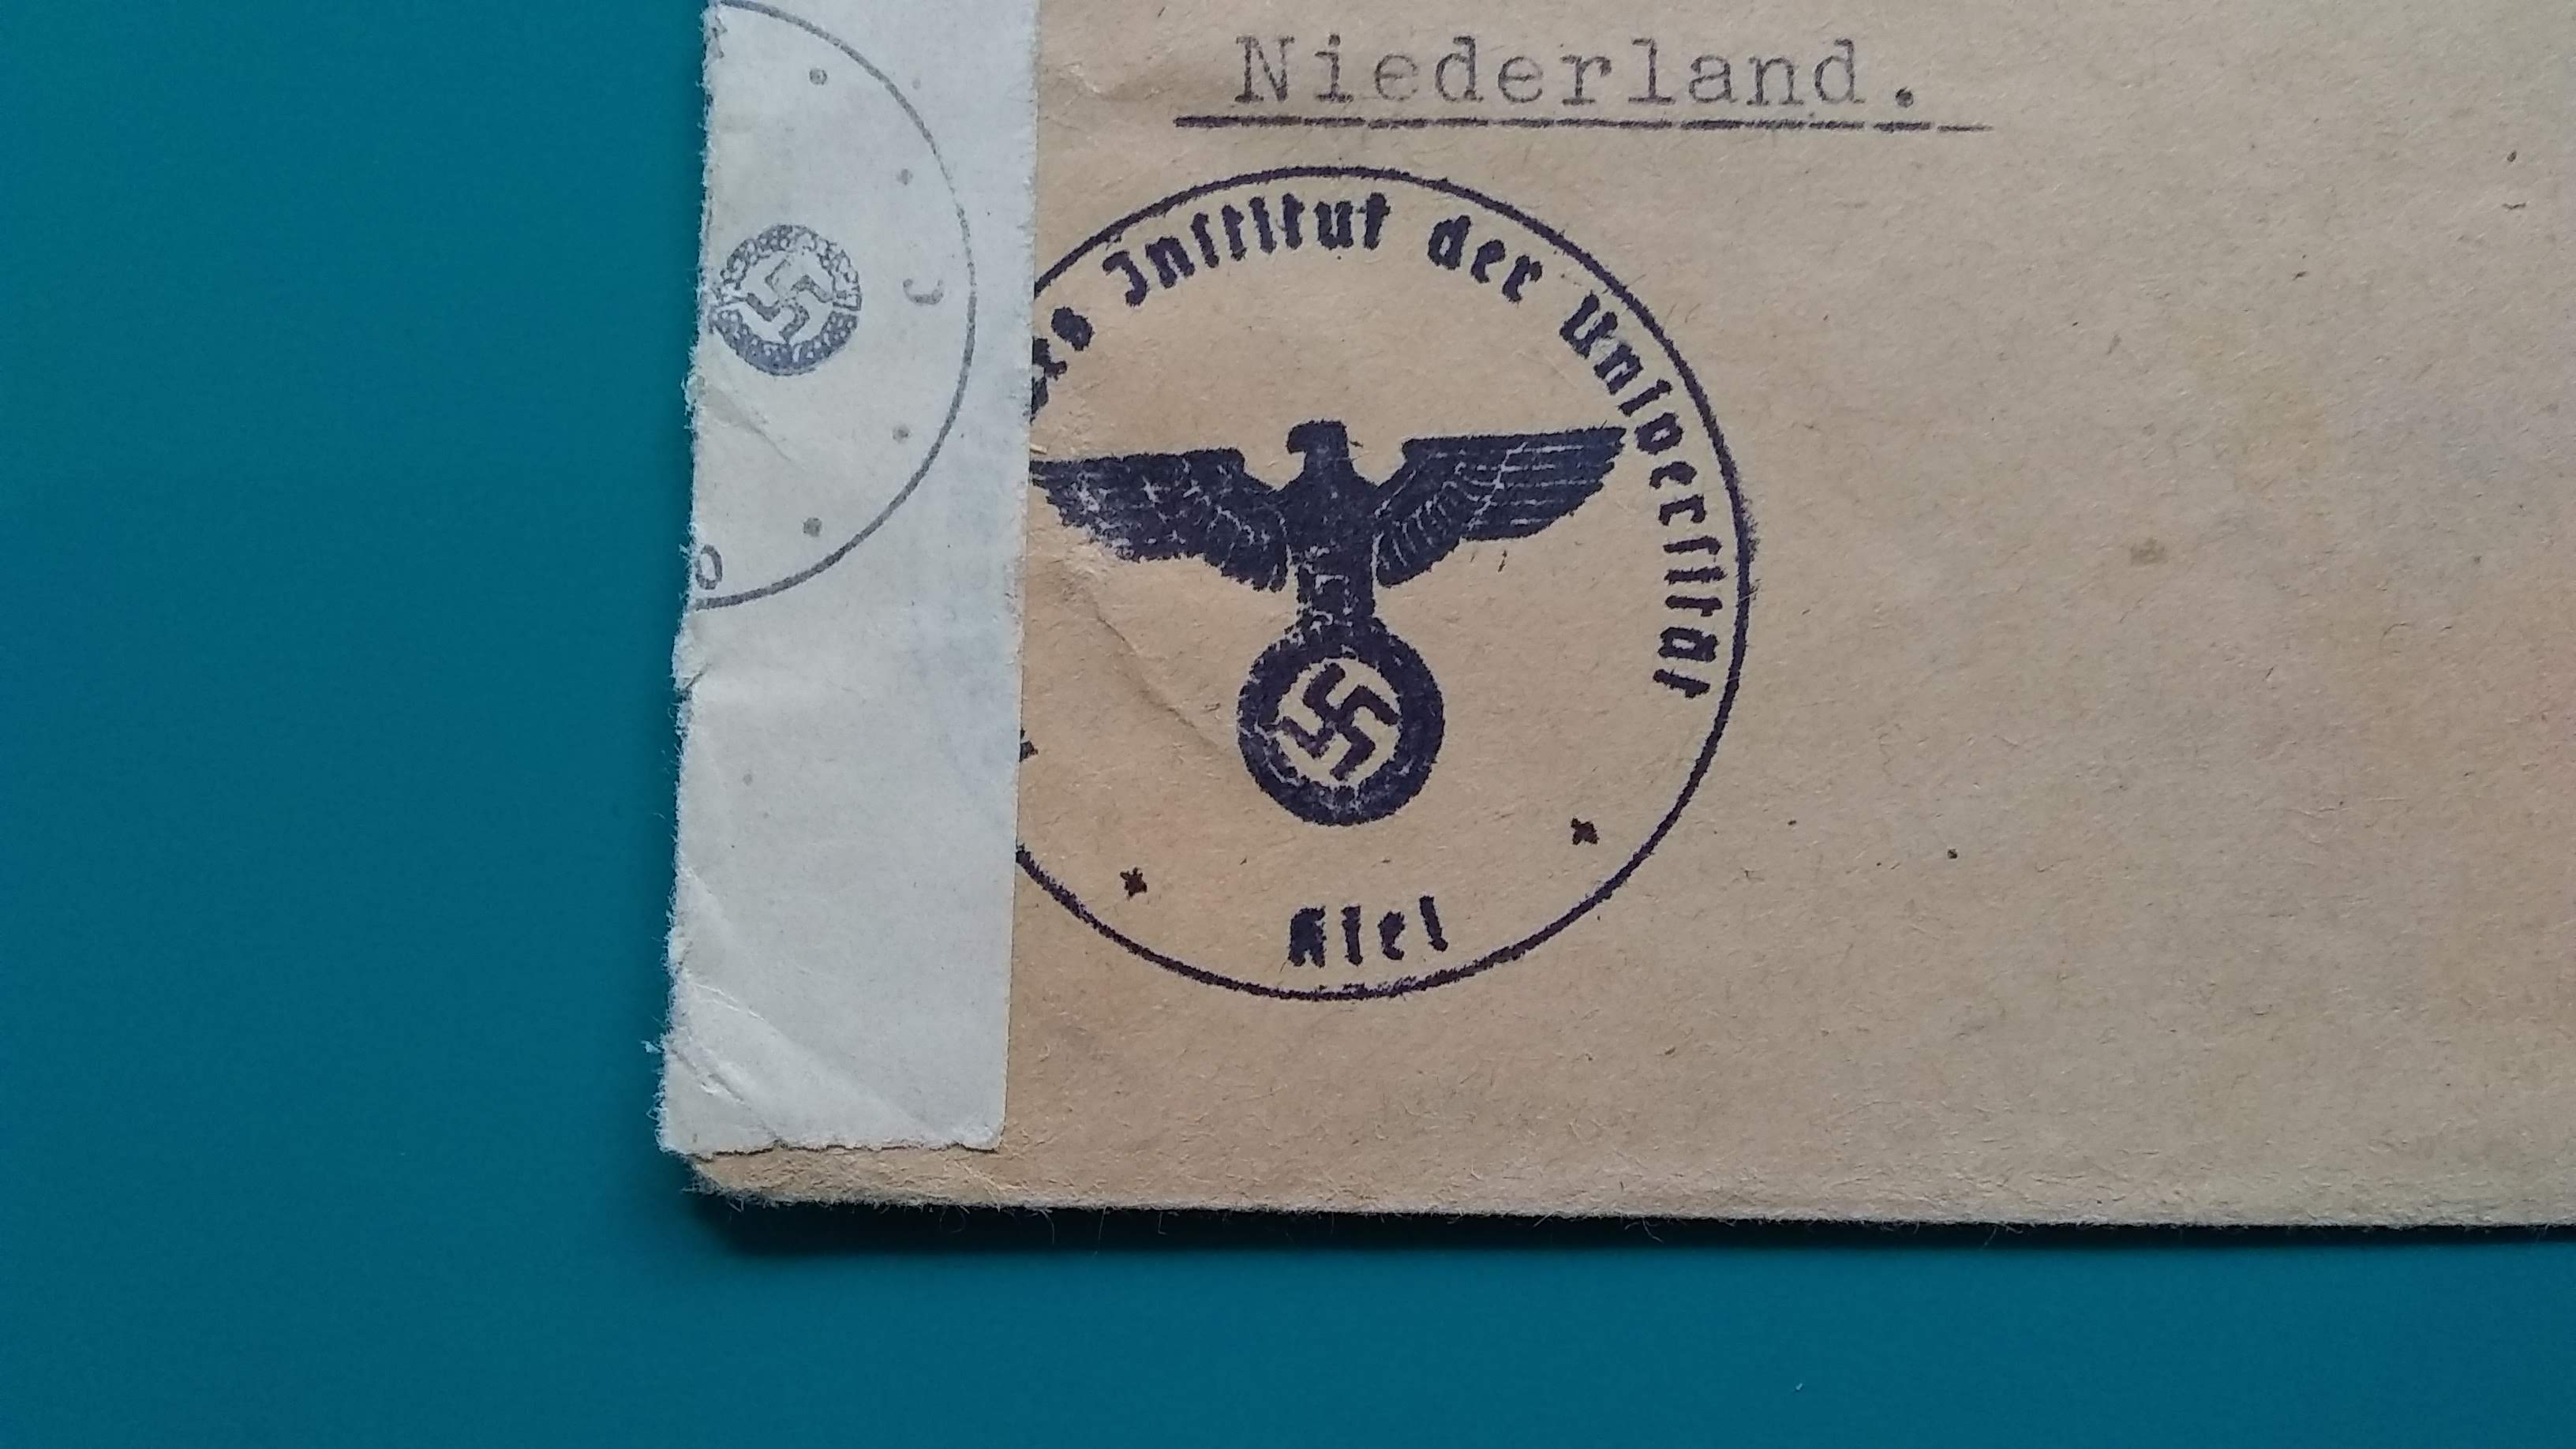 Niederland.
Institut der Universität
Kiel